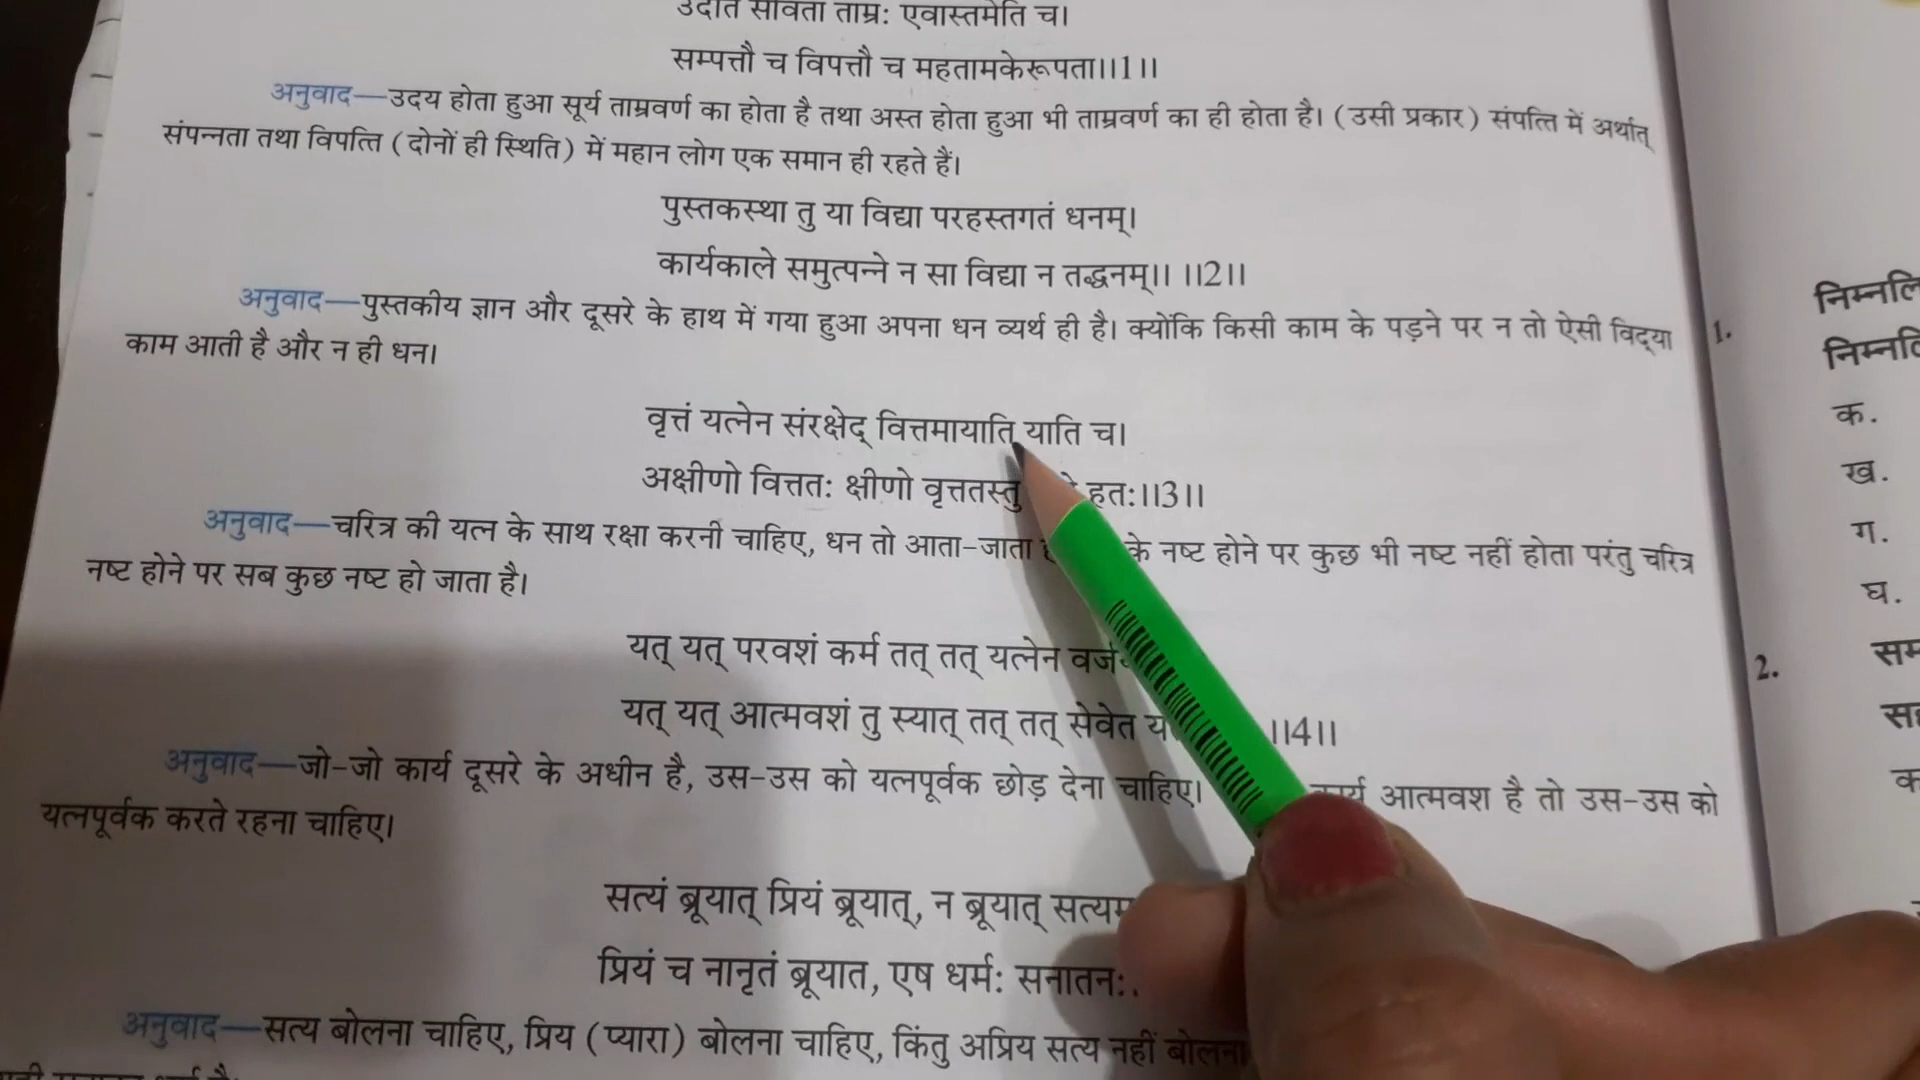 उदेति सविता ताम्र: एवास्तमेति च।
सम्पत्तौ च विपत्तौ च महतामकेरूपता।।1।।
अनुवाद—उदय होता हुआ सूर्य ताम्रवर्ण का होता है तथा अस्त होता हुआ भी ताम्रवर्ण का ही होता है। (उसी प्रकार) संपत्ति में अर्थात्
संपन्नता तथा विपत्ति (दोनों ही स्थिति) में महान लोग एक समान ही रहते हैं।
पुस्तकस्था तु या विद्या परहस्तगतं धनम्।
कार्यकाले समुत्पन्ने न सा विद्या न तद्धनम्।। ।।2।।
अनुवाद—पुस्तकीय ज्ञान और दूसरे के हाथ में गया हुआ अपना धन व्यर्थ ही है। क्योंकि किसी काम के पड़ने पर न तो ऐसी विद्‌या
काम आती है और न ही धन।
वृत्तं यत्नेन संरक्षेद् वित्तमायाति याति च।
अक्षीणो वित्तत: क्षीणो वृत्ततस्तु हत:।।3।।
अनुवाद—चरित्र की यत्न के साथ रक्षा करनी चाहिए, धन तो आता-जाता के नष्ट होने पर कुछ भी नष्ट नहीं होता परंतु चरित्र
नष्ट होने पर सब कुछ नष्ट हो जाता है।
यत् यत् परवशं कर्म तत् तत् यत्नेन
यत् यत् आत्मवशं तु स्यात् तत् तत् सेवेत ।।4।।
अनुवाद—जो-जो कार्य दूसरे के अधीन है, उस-उस को यत्नपूर्वक छोड़ देना चाहिए। कार्य आत्मवश है तो उस-उस को
यत्नपूर्वक करते रहना चाहिए।
सत्यं ब्रूयात् प्रियं ब्रूयात्, न ब्रूयात्
प्रियं च नानृतं ब्रूयात, एष धर्म: सनातन:
अनुवाद—सत्य बोलना चाहिए, प्रिय (प्यारा) बोलना चाहिए, किंतु अप्रिय सत्य नहीं बोलना
1.
क.
ख.
ग.
घ.
2.